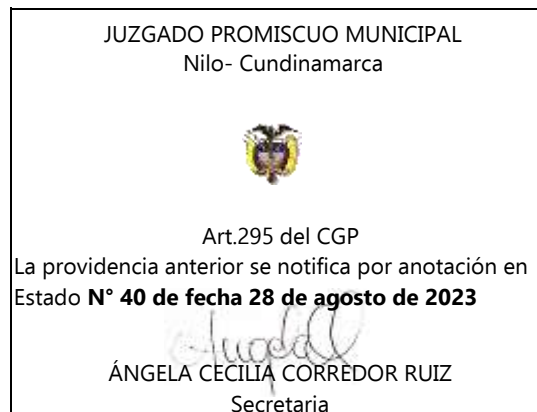 JUZGADO PROMISCUO MUNICIPAL
Nilo- Cundinamarca
Art.295 del CGP
La providencia anterior se notifica por anotación en
Estado N° 40 de fecha 28 de agosto de 2023
ÁNGELA CECILIA CORREDOR RUIZ
Secretaria